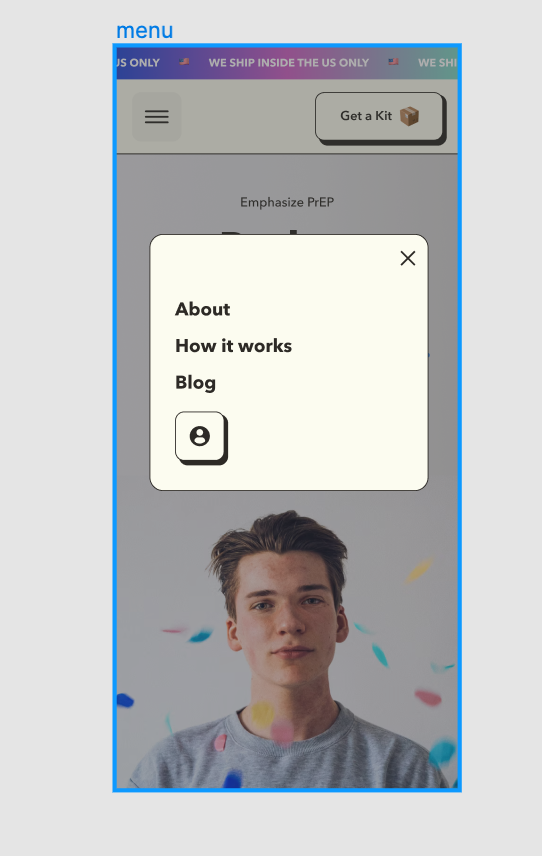 menu
US ONLY WE SHIP INSIDE THE US ONLY WE SHI
Get a Kit
Emphasize PrEP
About
How it works
Blog